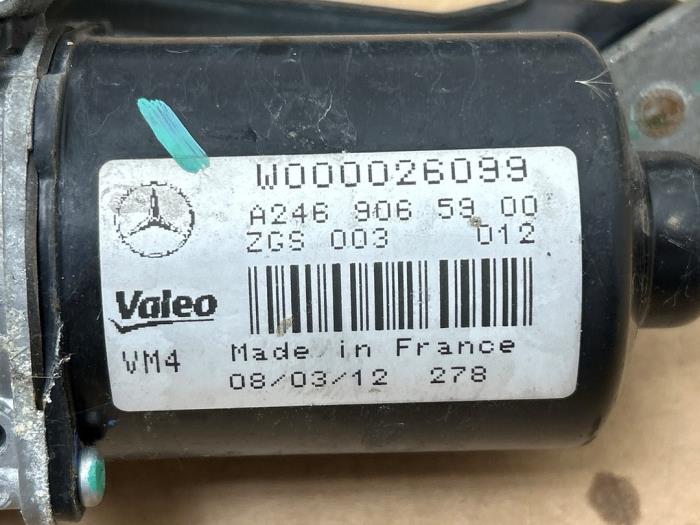 W000026099
A246 906 59 00
ZGS 003 012
Valeo
VM4
Made in France
08/03/12 278